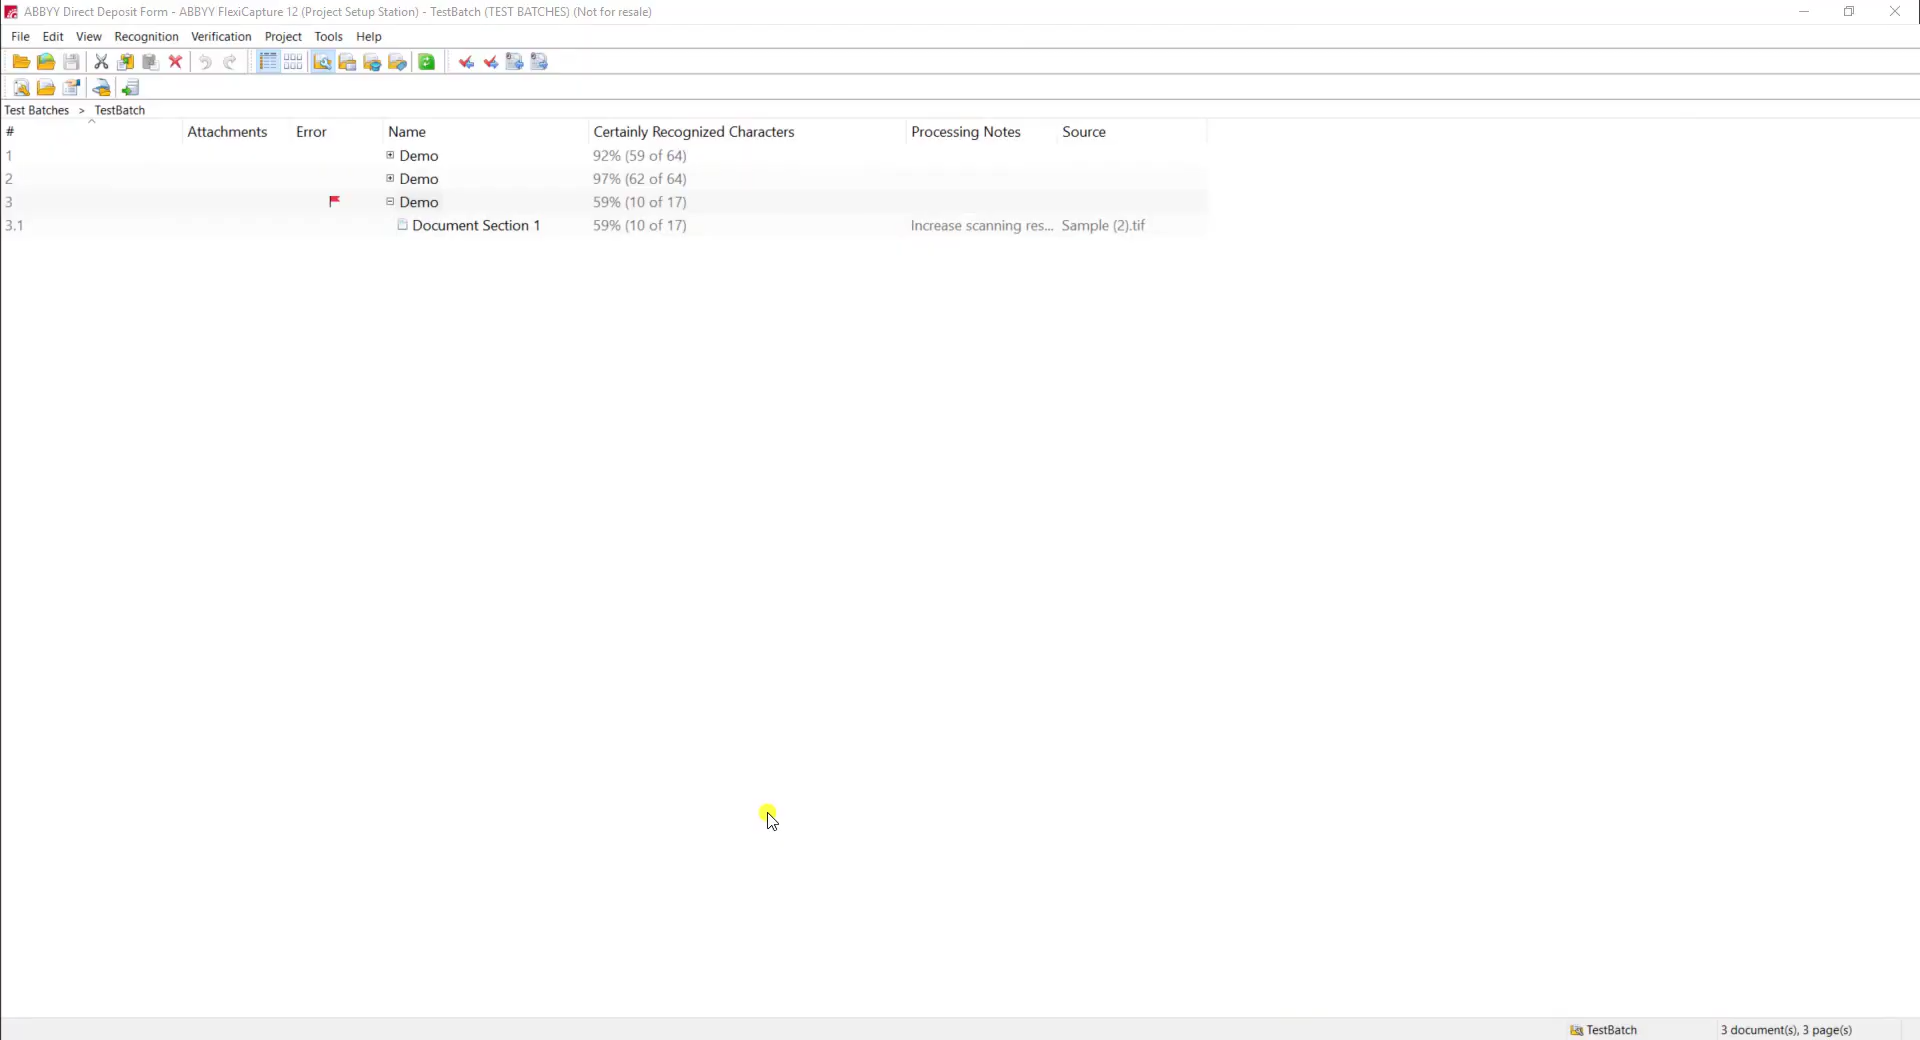 ABBYY Direct Deposit Form - ABBYY FlexiCapture 12 (Project Setup Station) - TestBatch (TEST BATCHES) (Not for resale)
File Edit View Recognition Verification Project Tools Help
Test Batches > TestBatch
# Attachments Error Name Certainly Recognized Characters Processing Notes Source
1 Demo 92% (59 of 64)
2 Demo 97% (62 of 64)
3 Demo 59% (10 of 17)
3.1 Document Section 1 59% (10 of 17) Increase scanning res... Sample (2).tif
TestBatch 3 document(s), 3 page(s)